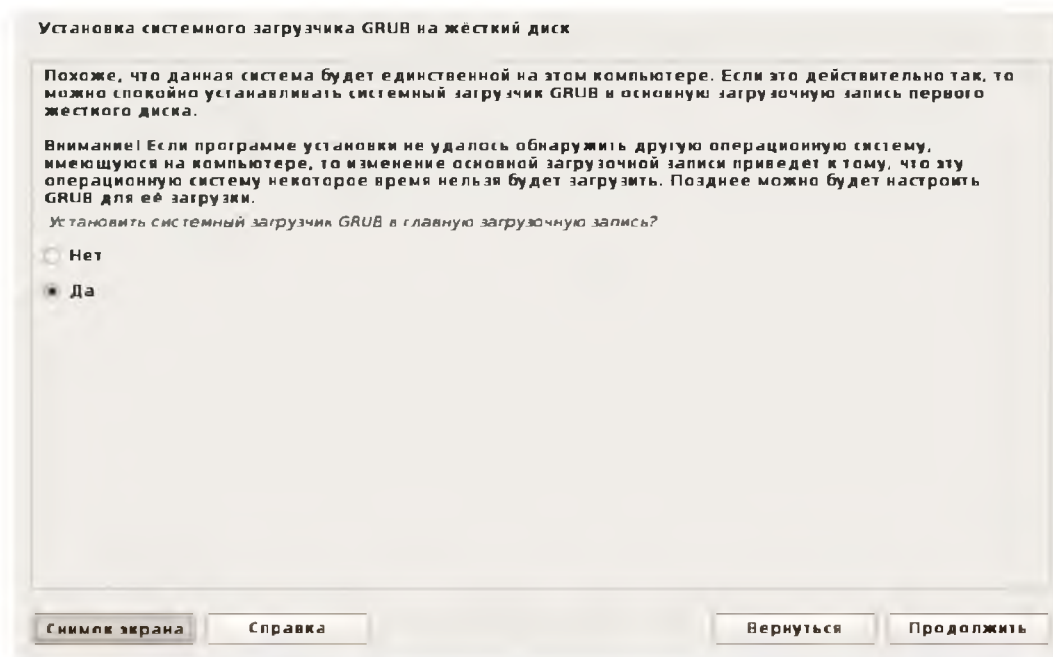 Установка системного загрузчика GRUB на жёсткий диск
Похоже, что данная система будет единственной на этом компьютере. Если это действительно так, то
можно спокойно устанавливать системный загрузчик GRUB в основную загрузочную запись первого
жесткого диска.
Внимание! Если программе установки не удалось обнаружить другую операционную систему,
имеющуюся на компьютере, то изменение основной загрузочной записи приведет к тому, что эту
операционную систему некоторое время нельзя будет загрузить. Позднее можно будет настроить
GRUB для её загрузки.
Установить системный загрузчик GRUB в главную загрузочную запись?
Нет
Да
Снимок экрана
Справка
Вернуться
Продолжить